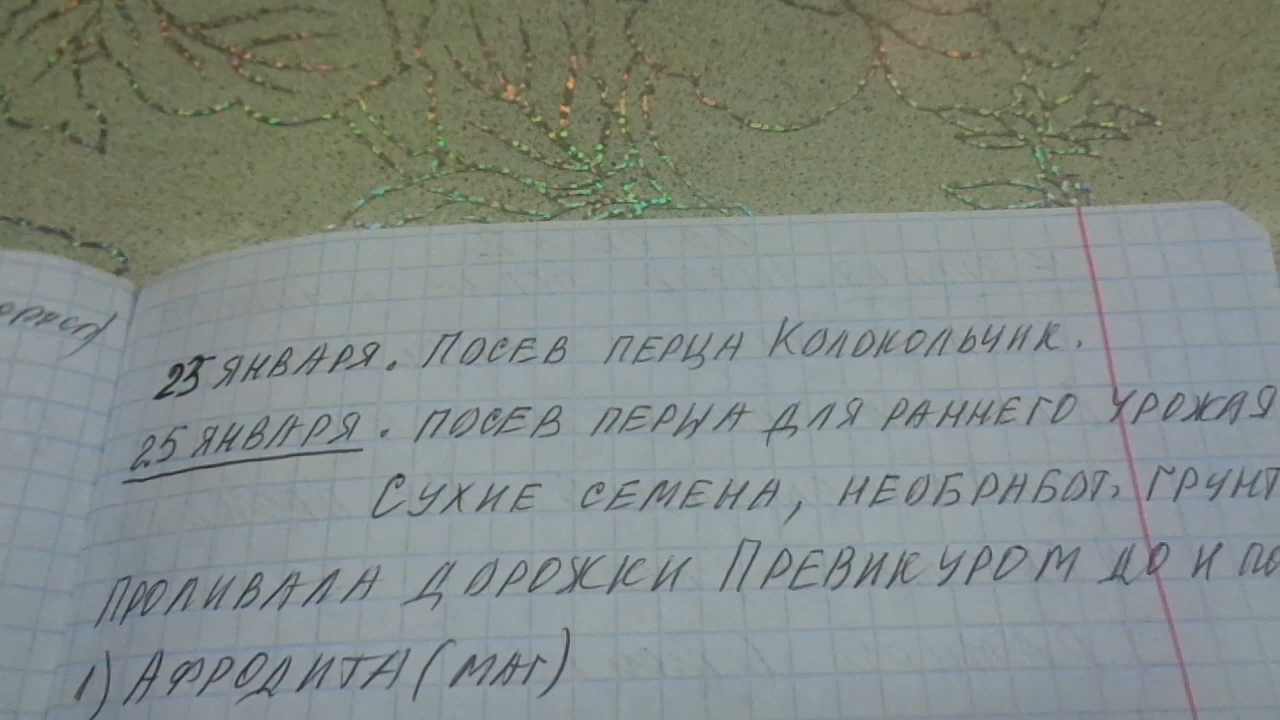 23 ЯНВАРЯ. ПОСЕВ ПЕРЦА КОЛОКОЛЬЧИК.
25 ЯНВАРЯ. ПОСЕВ ПЕРЦА ДЛЯ РАННЕГО УРОЖАЯ
СУХИЕ СЕМЕНА, НЕОБРАБОТ, ГРУНТ
ПРОЛИВАЛА ДОРОЖКИ ПРЕВИКУРОМ ДО И ПО
1) АФРОДИТА (МАГ)